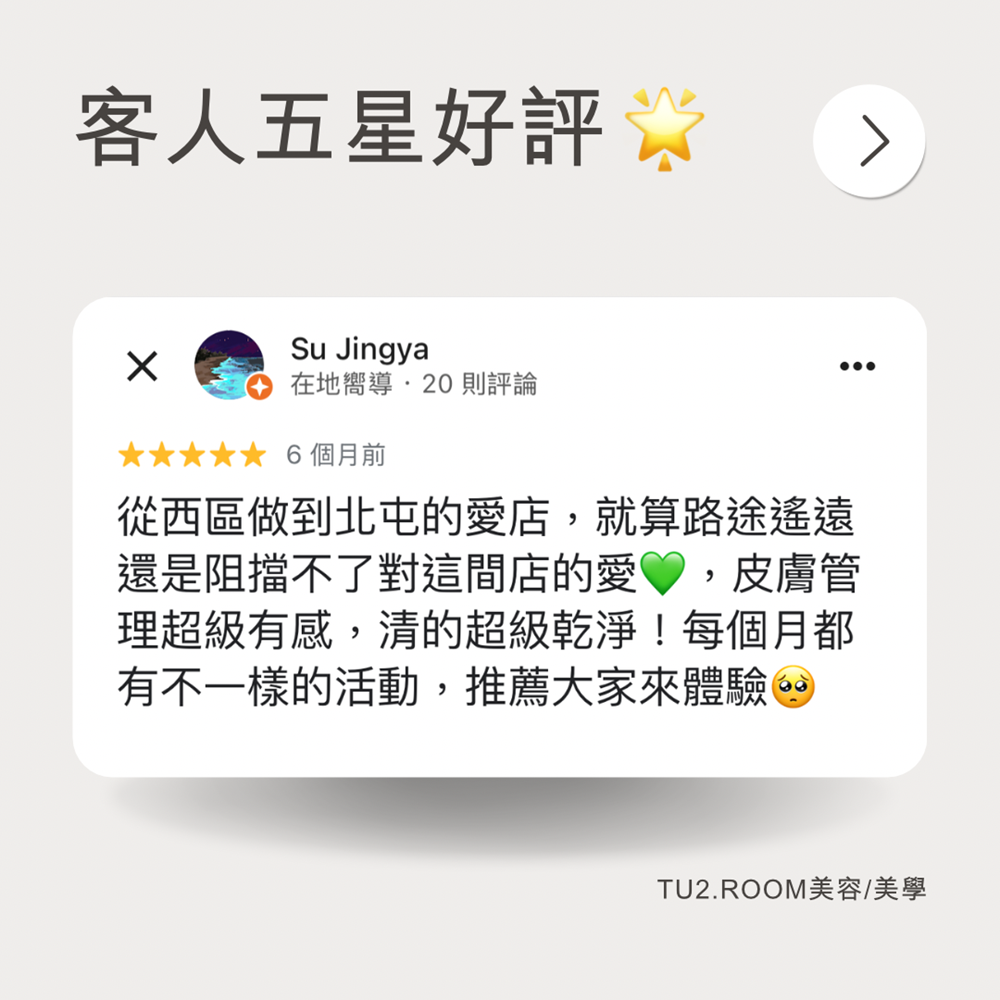 客人五星好評🌟
Su Jingya
在地嚮導・20 則評論
6 個月前
從西區做到北屯的愛店，就算路途遙遠
還是阻擋不了對這間店的愛💚，皮膚管
理超級有感，清的超級乾淨！每個月都
有不一樣的活動，推薦大家來體驗🥺
TU2.ROOM美容/美學